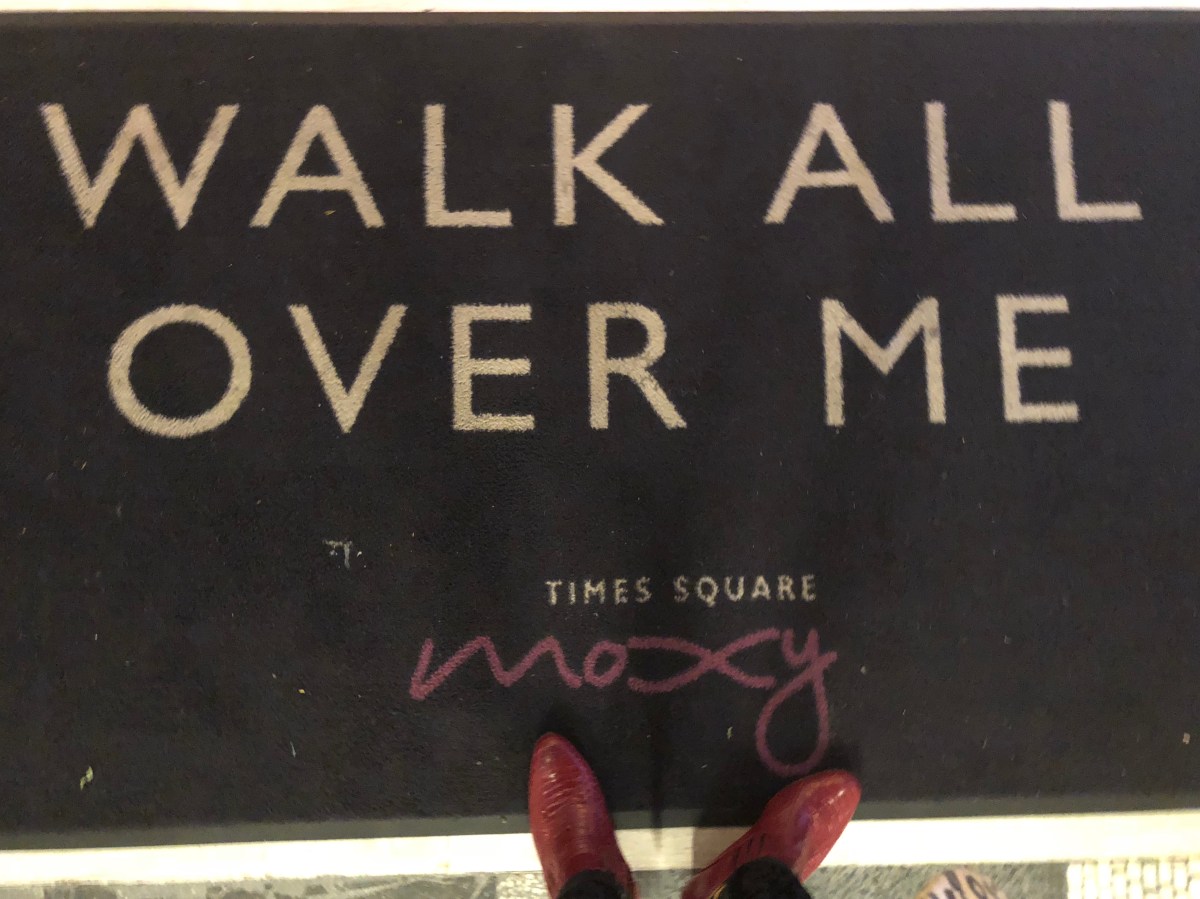 WALK ALL
OVER ME
TIMES SQUARE
moxy